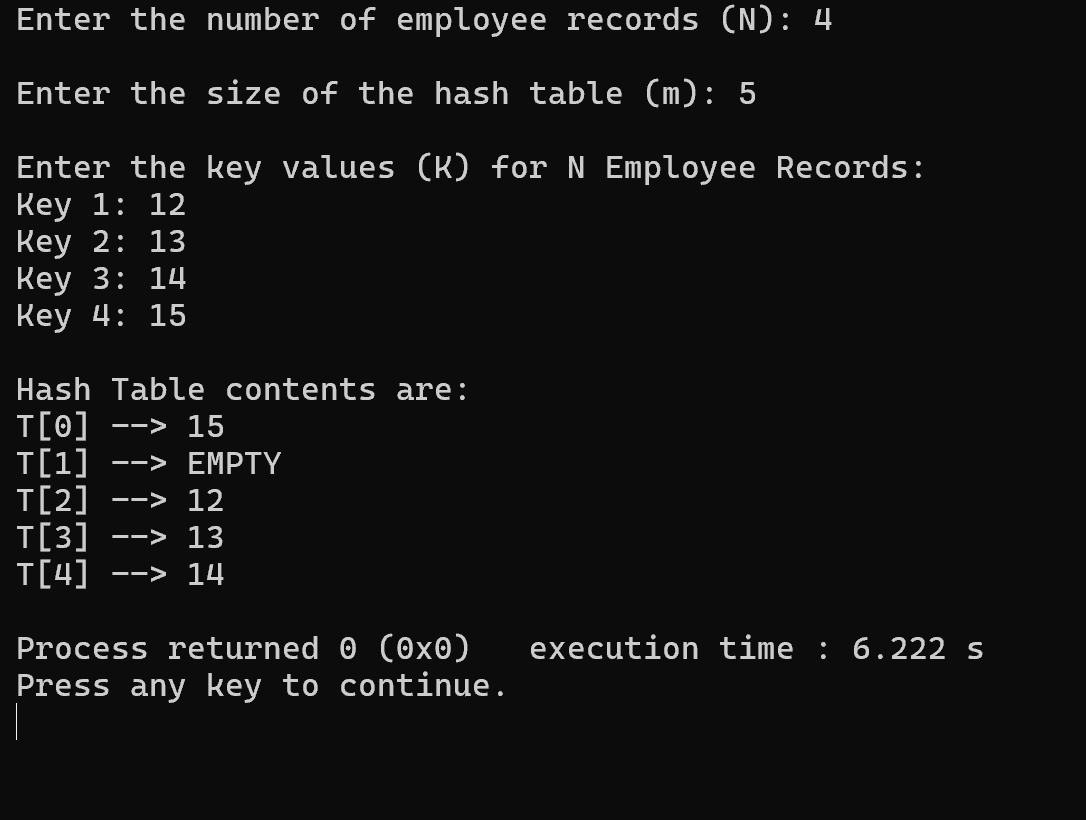 Enter the number of employee records (N): 4
Enter the size of the hash table (m): 5
Enter the key values (K) for N Employee Records:
Key 1: 12
Key 2: 13
Key 3: 14
Key 4: 15
Hash Table contents are:
T[0] --> 15
T[1] --> EMPTY
T[2] --> 12
T[3] --> 13
T[4] --> 14
Process returned 0 (0x0)   execution time : 6.222 s
Press any key to continue.